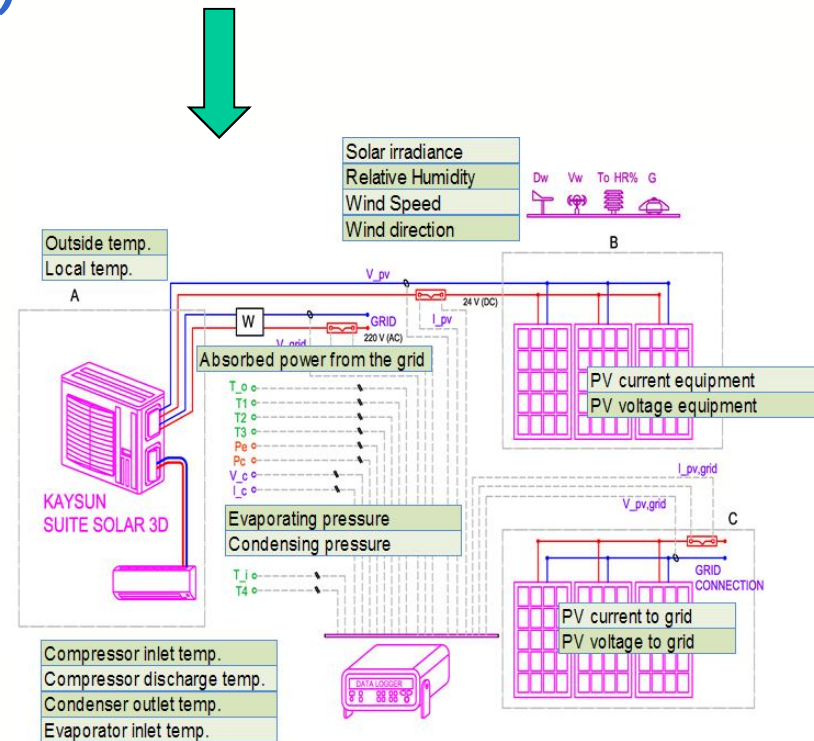 Solar irradiance
Relative Humidity
Wind Speed
Wind direction
Dw Vw To HR% G
Outside temp.
Local temp.
A
B
V_pv
24 V (DC)
I_pv
W
GRID
220 V (AC)
V_grid
Absorbed power from the grid
T_o
T1
T2
T3
Pe
Pc
V_c
I_c
PV current equipment
PV voltage equipment
KAYSUN
SUITE SOLAR 3D
Evaporating pressure
Condensing pressure
T_i
T4
I_pv,grid
V_pv,grid
C
GRID
CONNECTION
PV current to grid
PV voltage to grid
Compressor inlet temp.
Compressor discharge temp.
Condenser outlet temp.
Evaporator inlet temp.
DATA LOGGER